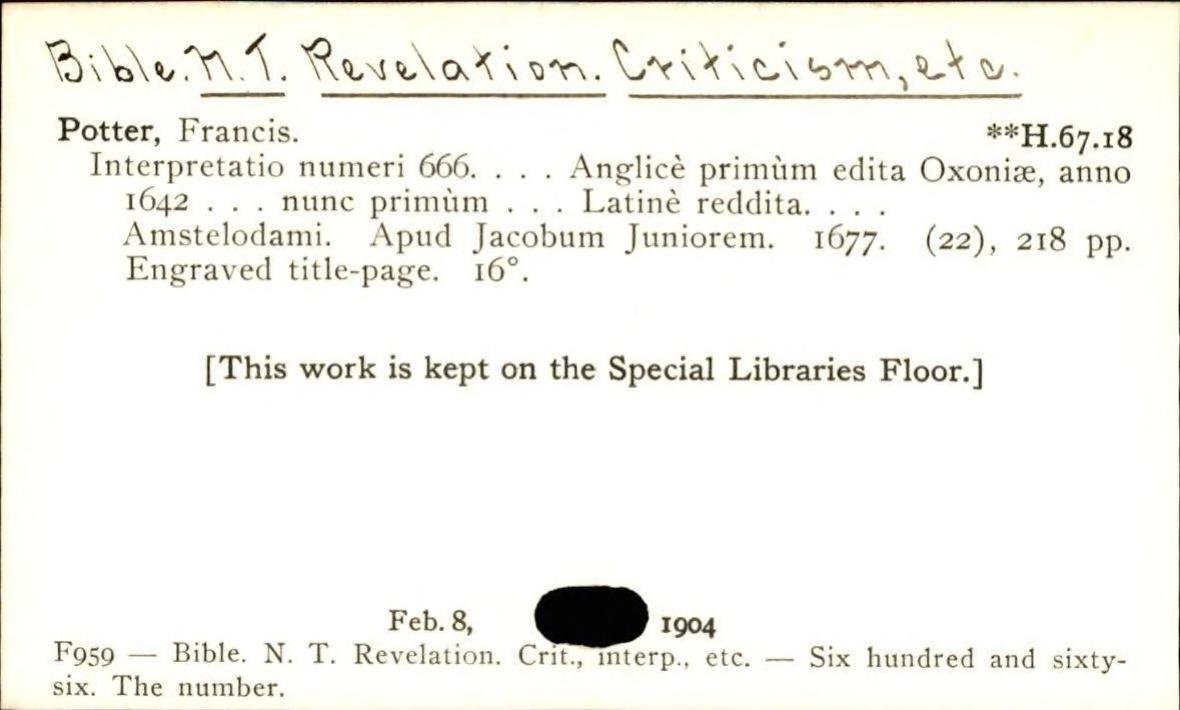 Bible. N. T. Revelation. Criticism, etc.
Potter, Francis. **H.67.18
Interpretatio numeri 666. . . . Anglicè primùm edita Oxoniæ, anno
1642 . . . nunc primùm . . . Latinè reddita. . . .
Amstelodami. Apud Jacobum Juniorem. 1677. (22), 218 pp.
Engraved title-page. 16°.
[This work is kept on the Special Libraries Floor.]
Feb. 8, 1904
F959 — Bible. N. T. Revelation. Crit., interp., etc. — Six hundred and sixty-
six. The number.